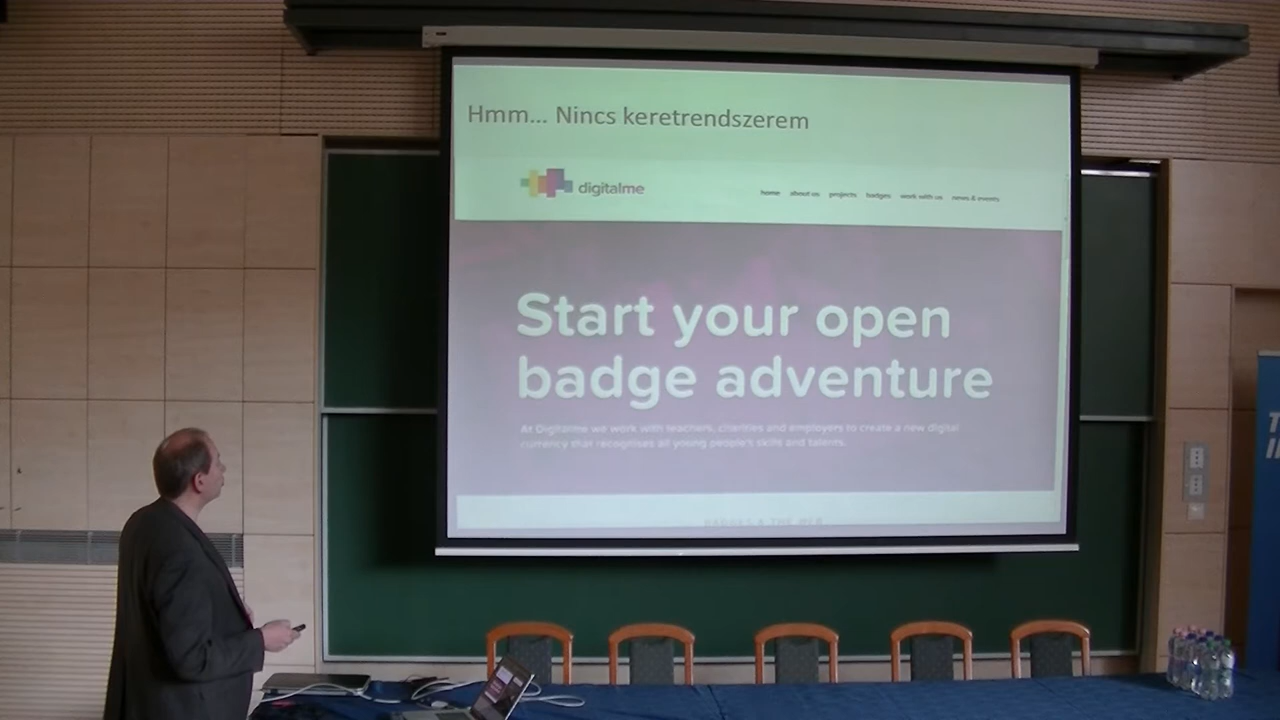 Hmm... Nincs keretrendszerem
digitalme
home about us projects badges work with us news & events
Start your open
badge adventure
At Digitalme we work with teachers, charities and employers to create a new digital
currency that recognises all young people's skills and talents.